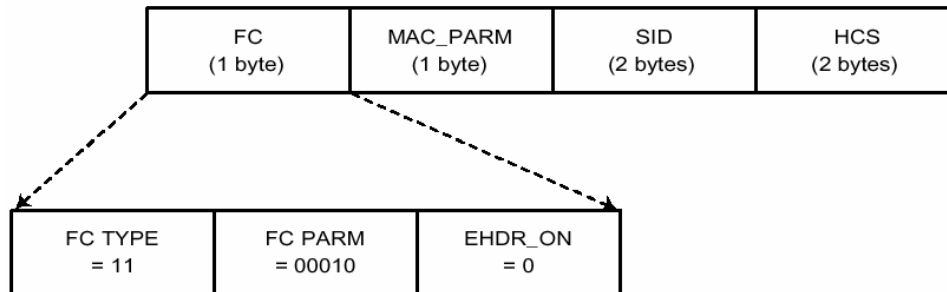 FC
(1 byte)
MAC_PARM
(1 byte)
SID
(2 bytes)
HCS
(2 bytes)
FC TYPE
= 11
FC PARM
= 00010
EHDR_ON
= 0